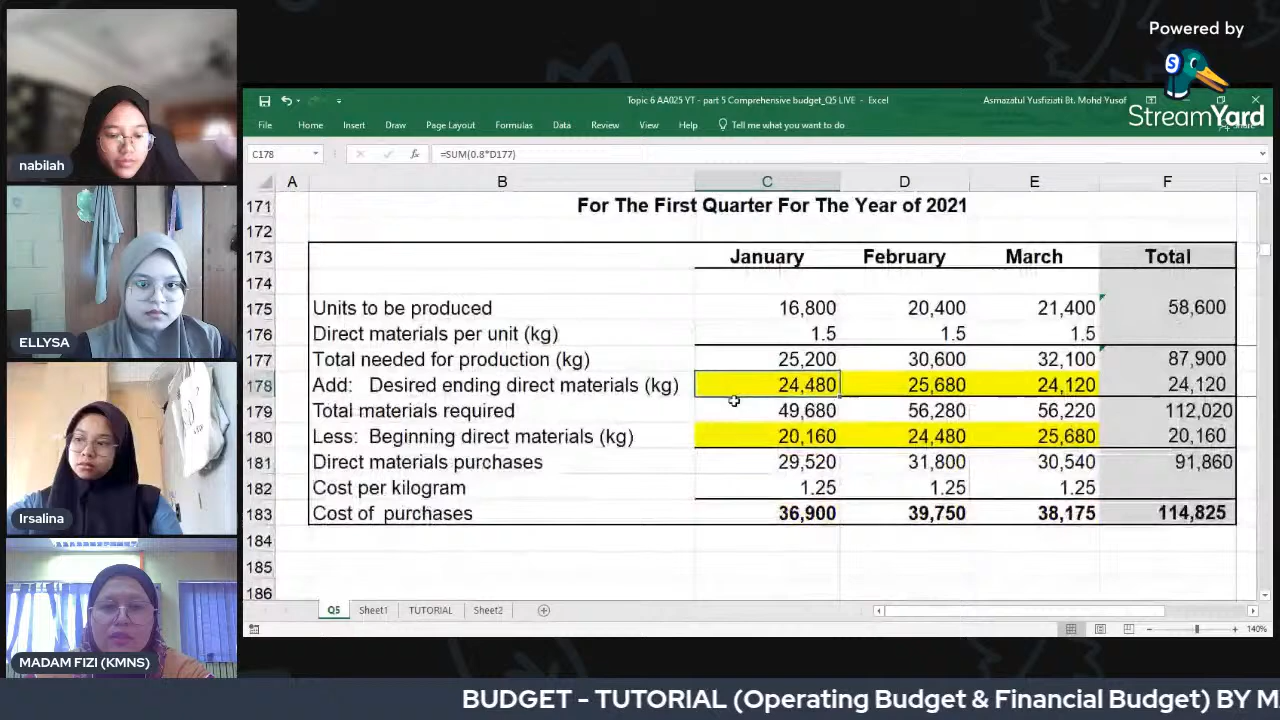 Powered by
StreamYard
Topic 6 AA025 YT - part 5 Comprehensive budget_Q5 LIVE - Excel
Asmazatul Yusfiziati Bt. Mohd Yusof
File Home Insert Draw Page Layout Formulas Data Review View Help Tell me what you want to do
C178 fx =SUM(0.8*D177)
A B C D E F
171 For The First Quarter For The Year of 2021
172
173 January February March Total
174
175 Units to be produced 16,800 20,400 21,400 58,600
176 Direct materials per unit (kg) 1.5 1.5 1.5
177 Total needed for production (kg) 25,200 30,600 32,100 87,900
178 Add: Desired ending direct materials (kg) 24,480 25,680 24,120 24,120
179 Total materials required 49,680 56,280 56,220 112,020
180 Less: Beginning direct materials (kg) 20,160 24,480 25,680 20,160
181 Direct materials purchases 29,520 31,800 30,540 91,860
182 Cost per kilogram 1.25 1.25 1.25
183 Cost of purchases 36,900 39,750 38,175 114,825
184
185
186
Q5 Sheet1 TUTORIAL Sheet2
140%
nabilah
ELLYSA
Irsalina
MADAM FIZI (KMNS)
BUDGET - TUTORIAL (Operating Budget & Financial Budget) BY M